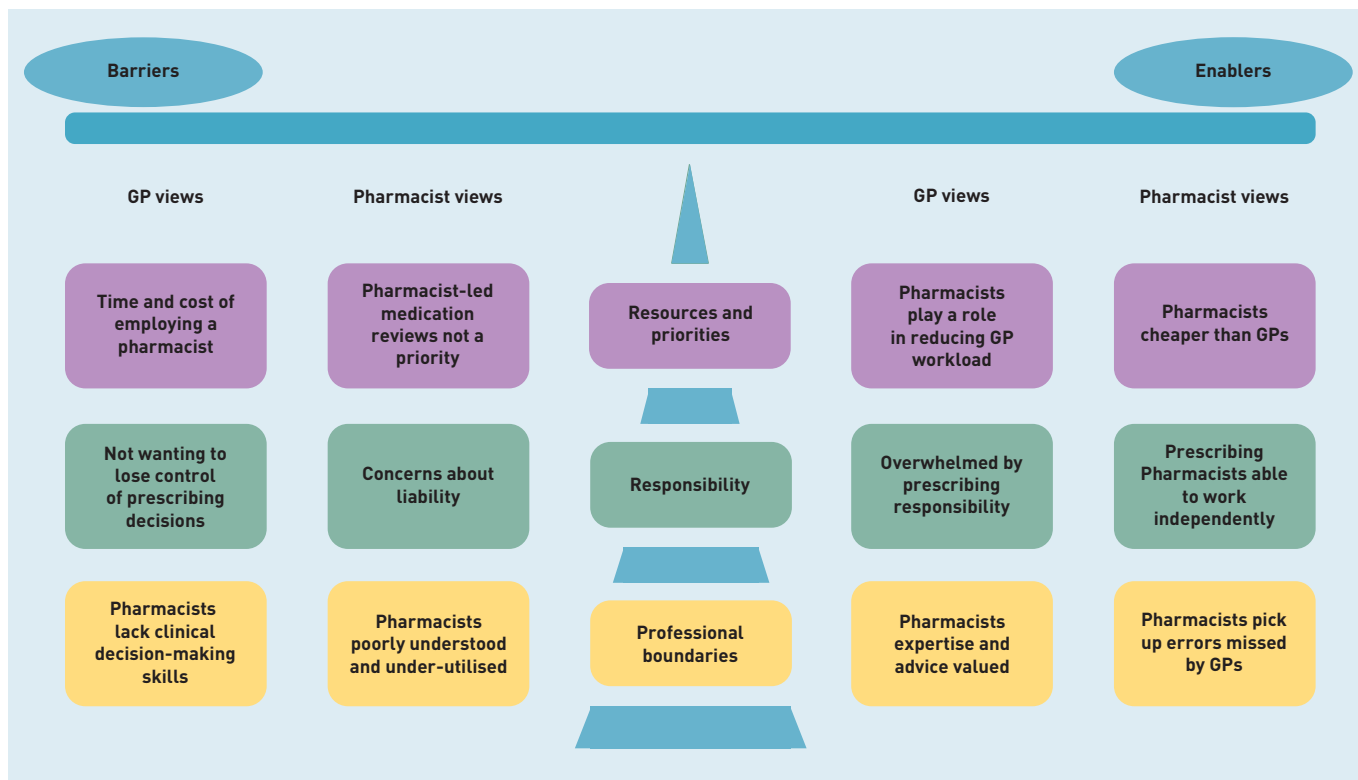 Barriers
Enablers
GP views
Pharmacist views
GP views
Pharmacist views
Time and cost of
employing a
pharmacist
Pharmacist-led
medication
reviews not a
priority
Resources and
priorities
Pharmacists
play a role
in reducing GP
workload
Pharmacists
cheaper than GPs
Not wanting to
lose control
of prescribing
decisions
Concerns about
liability
Responsibility
Overwhelmed by
prescribing
responsibility
Prescribing
Pharmacists able
to work
independently
Pharmacists
lack clinical
decision-making
skills
Pharmacists
poorly understood
and under-utilised
Professional
boundaries
Pharmacists
expertise and
advice valued
Pharmacists pick
up errors missed
by GPs